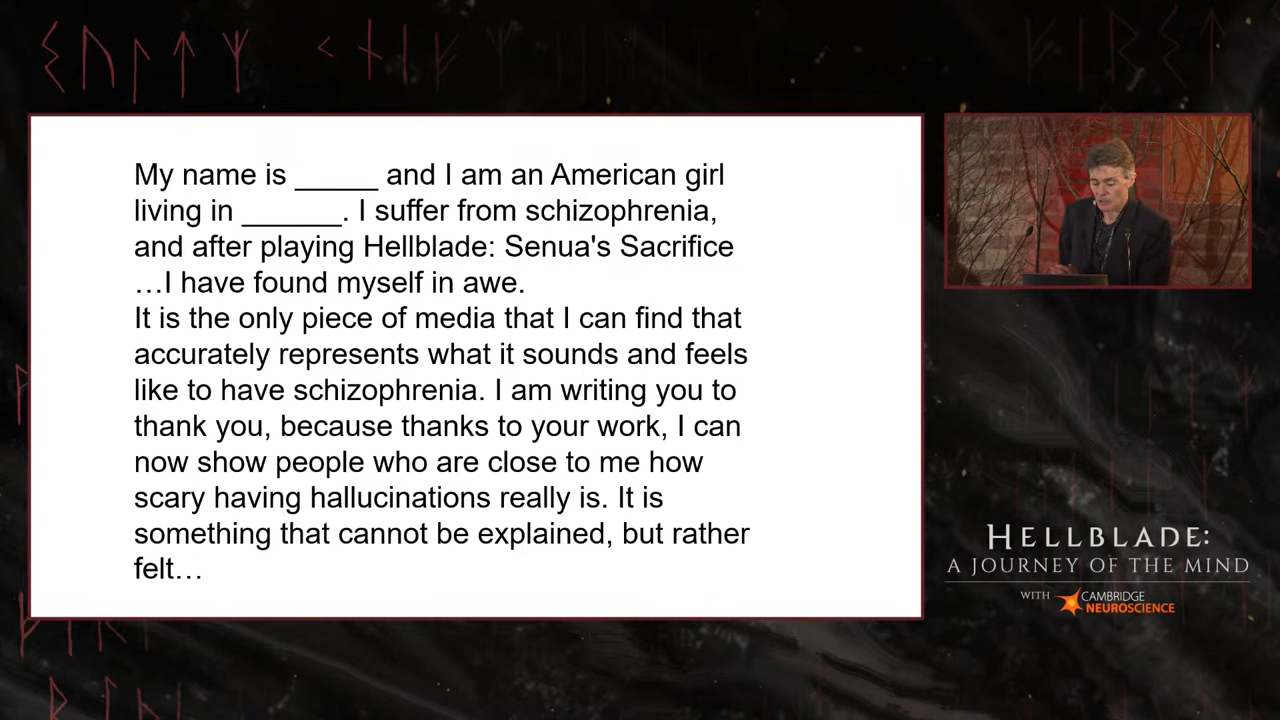 My name is _____ and I am an American girl
living in ______. I suffer from schizophrenia,
and after playing Hellblade: Senua's Sacrifice
…I have found myself in awe.
It is the only piece of media that I can find that
accurately represents what it sounds and feels
like to have schizophrenia. I am writing you to
thank you, because thanks to your work, I can
now show people who are close to me how
scary having hallucinations really is. It is
something that cannot be explained, but rather
felt…
HELLBLADE:
A JOURNEY OF THE MIND
WITH CAMBRIDGE
NEUROSCIENCE